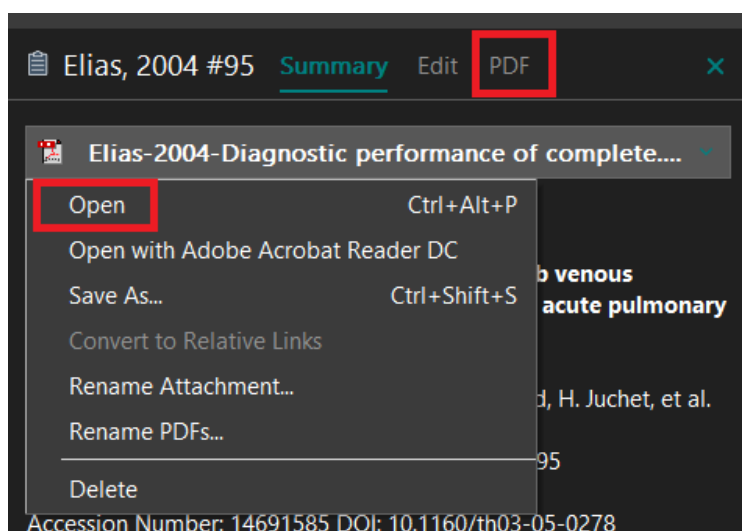 Elias, 2004 #95 Summary Edit PDF
Elias-2004-Diagnostic performance of complete....
Open Ctrl+Alt+P
Open with Adobe Acrobat Reader DC
b venous
Save As... Ctrl+Shift+S
acute pulmonary
Convert to Relative Links
Rename Attachment...
d, H. Juchet, et al.
Rename PDFs...
95
Delete
Accession Number: 14691585 DOI: 10.1160/th03-05-0278